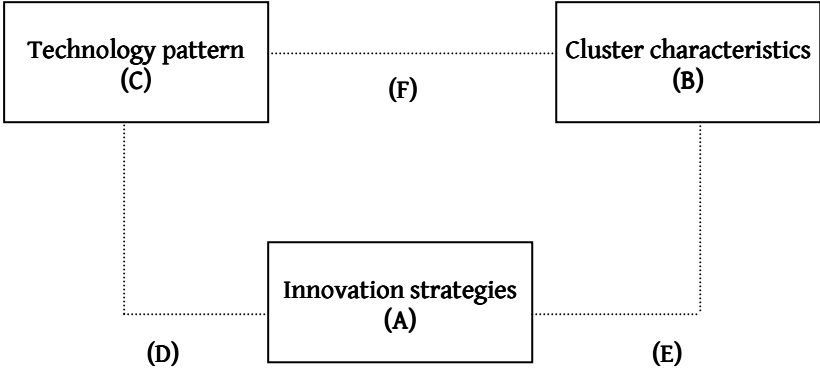 Technology pattern
(C)
Cluster characteristics
(B)
(F)
Innovation strategies
(A)
(D)
(E)